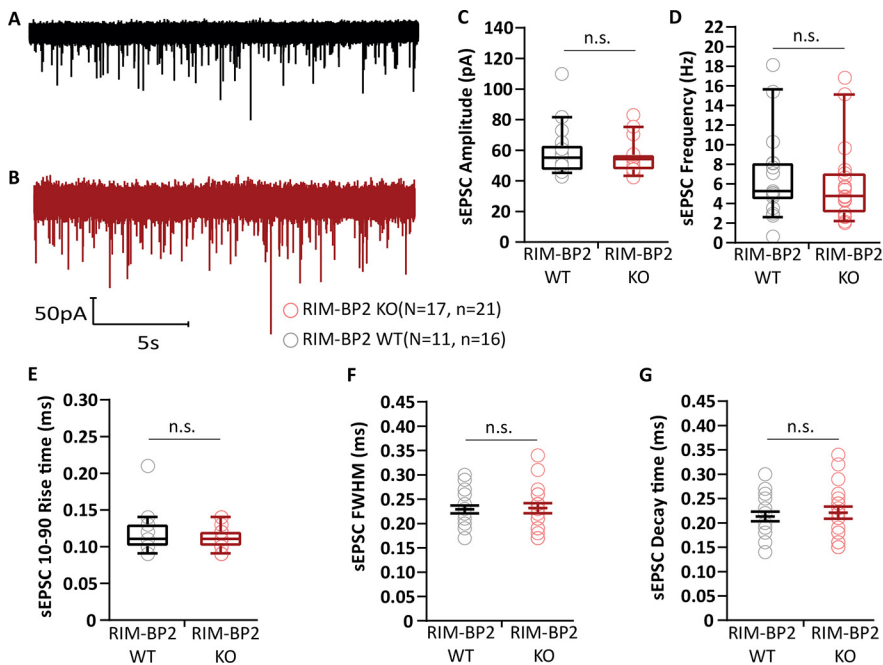 A
B
50pA
5s
RIM-BP2 KO(N=17, n=21)
RIM-BP2 WT(N=11, n=16)
C
sEPSC Amplitude (pA)
n.s.
140
120
100
80
60
40
20
0
RIM-BP2 RIM-BP2
WT KO
D
sEPSC Frequency (Hz)
n.s.
22
20
18
16
14
12
10
8
6
4
2
0
RIM-BP2 RIM-BP2
WT KO
E
sEPSC 10-90 Rise time (ms)
n.s.
0.30
0.20
0.15
0.10
0.05
0
RIM-BP2 RIM-BP2
WT KO
F
sEPSC FWHM (ms)
n.s.
0.45
0.40
0.35
0.30
0.25
0.20
0.15
0.10
0.05
0
RIM-BP2 RIM-BP2
WT KO
G
sEPSC Decay time (ms)
n.s.
0.45
0.40
0.35
0.30
0.25
0.20
0.15
0.10
0.05
0
RIM-BP2 RIM-BP2
WT KO